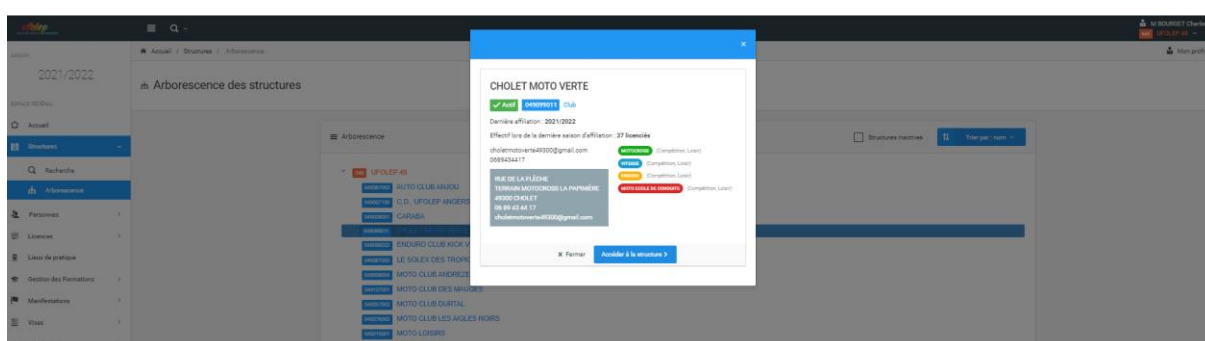 ufolep
M BOURGET Charles
UFOLEP 49
Accueil / Structures / Arborescence
Mon profil
2021/2022
Arborescence des structures
Accueil
Structures
Recherche
Arborescence
Personnes
Licences
Lieux de pratique
Gestion des Formations
Manifestations
Visas
Arborescence
Structures inactives
Trier par : nom
UFOLEP 49
AUTO CLUB ANJOU
C.D. UFOLEP ANGERS
CARABA
ENDURO CLUB KICK
LE SOLEX DES TROPIC
MOTO CLUB ANDREZE
MOTO CLUB DES MAUGES
MOTO CLUB DURTAL
MOTO CLUB LES AIGLES NOIRS
MOTO LOISIRS
×
CHOLET MOTO VERTE
Actif 049099011 Club
Dernière affiliation : 2021/2022
Effectif lors de la dernière saison d'affiliation : 37 licenciés
choletmotoverte49300@gmail.com
0689434417
MOTOCROSS (Compétition, Loisir)
VITESSE (Compétition, Loisir)
ENDURO (Compétition, Loisir)
MOTO ECOLE DE CONDUITE (Compétition, Loisir)
RUE DE LA FLÈCHE
TERRAIN MOTOCROSS LA PAPINIÈRE
49300 CHOLET
06 89 43 44 17
choletmotoverte49300@gmail.com
Fermer
Accéder à la structure